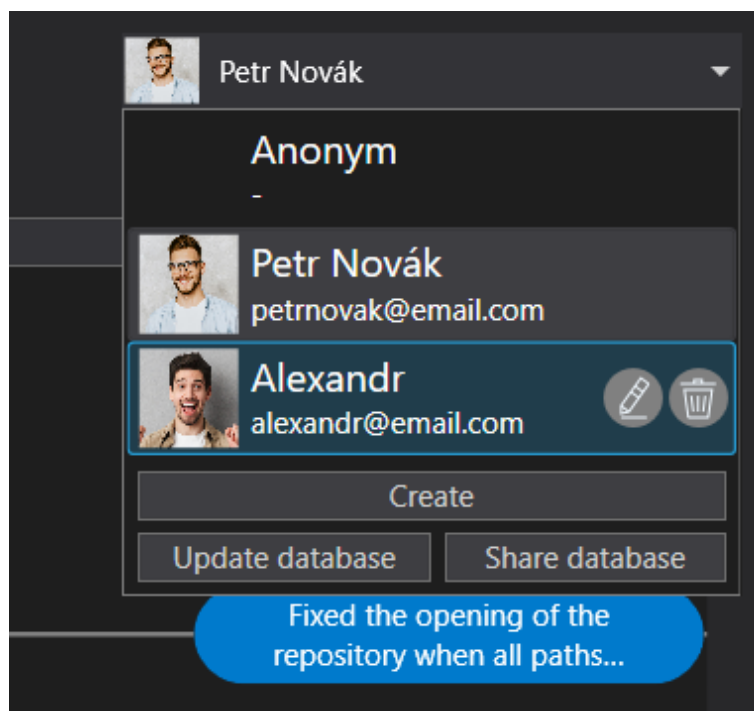 Petr Novák
Anonym
-
Petr Novák
petrnovak@email.com
Alexandr
alexandr@email.com
Create
Update database
Share database
Fixed the opening of the
repository when all paths...